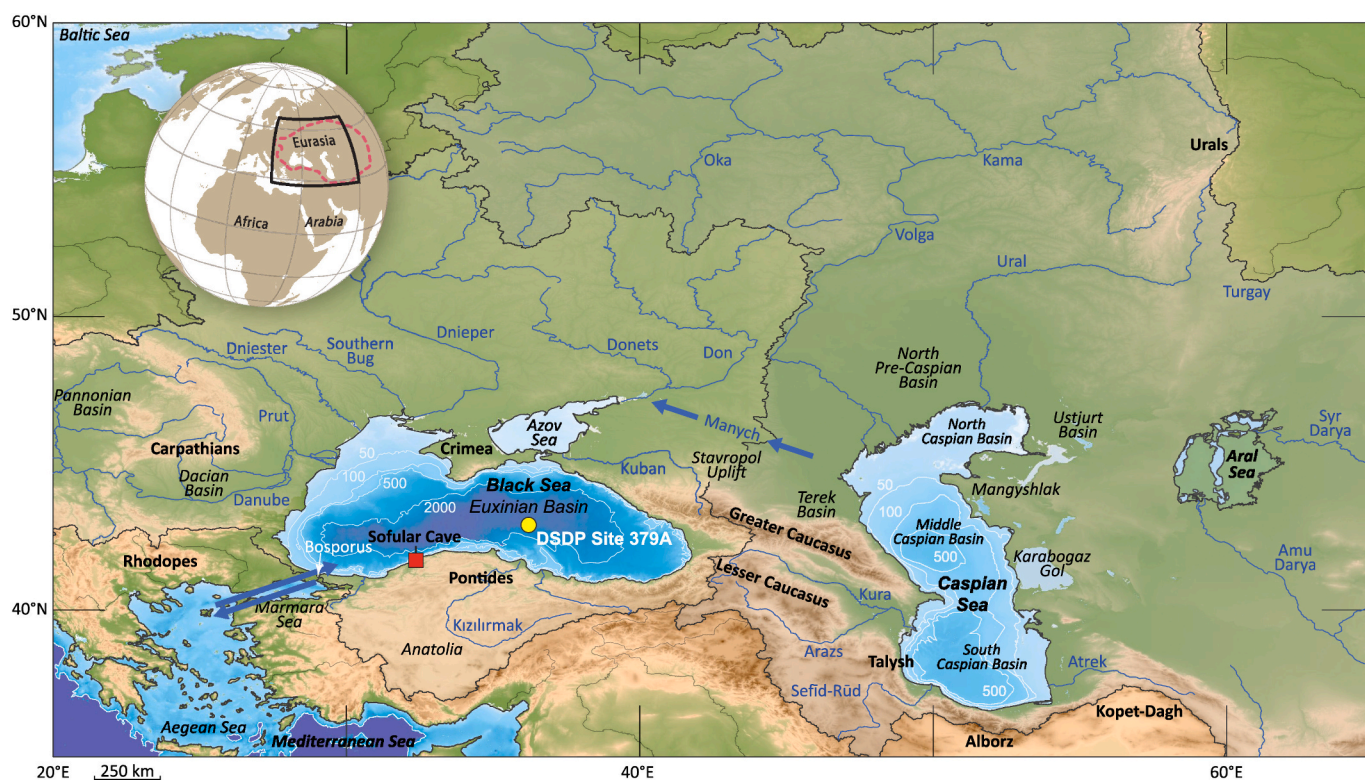 60°N
Baltic Sea
Eurasia
Africa
Arabia
Oka
Kama
Urals
Volga
Ural
Turgay
50°N
Dniester
Southern
Bug
Dnieper
Donets
Don
North
Pre-Caspian
Basin
Pannonian
Basin
Prut
Carpathians
Dacian
Basin
Danube
Crimea
Azov
Sea
Manych
Kuban
Stavropol
Uplift
North
Caspian Basin
Ustjurt
Basin
Syr
Darya
Aral
Sea
50
100
500
2000
Black Sea
Euxinian Basin
DSDP Site 379A
Sofular Cave
Bosporus
Terek
Basin
50
100
Middle
Caspian Basin
500
Mangyshlak
Karabogaz
Gol
Amu
Darya
Rhodopes
Pontides
Greater Caucasus
Lesser Caucasus
Kura
Caspian
Sea
40°N
Marmara
Sea
Kızılırmak
Anatolia
Arazs
Talysh
South
Caspian Basin
500
Atrek
Sefid-Rūd
Kopet-Dagh
Alborz
Aegean Sea
Mediterranean Sea
20°E
250 km
40°E
60°E